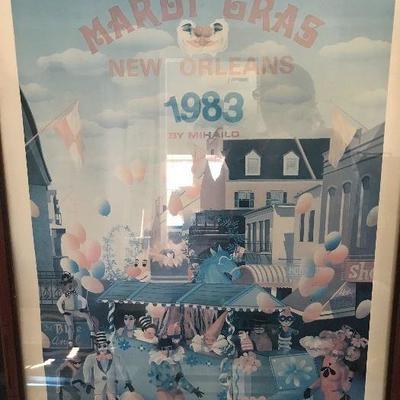 MARDI GRAS
NEW ORLEANS
1983
BY MIHAILO